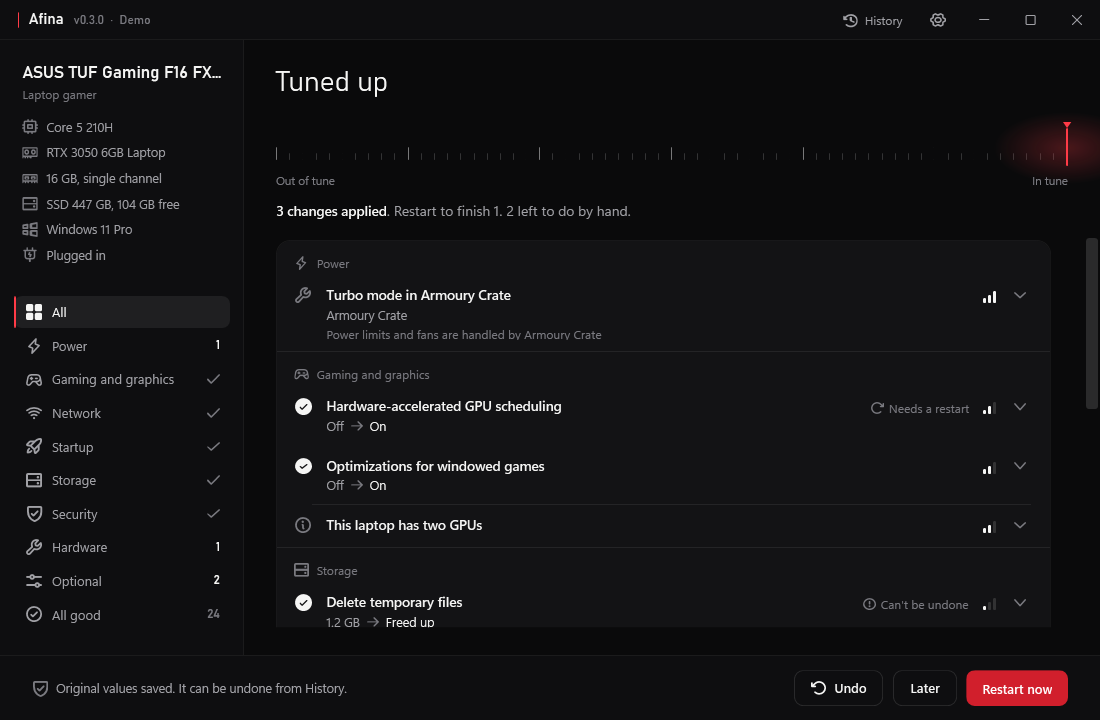 Afina v0.3.0 · Demo
History
ASUS TUF Gaming F16 FX...
Laptop gamer
Core 5 210H
RTX 3050 6GB Laptop
16 GB, single channel
SSD 447 GB, 104 GB free
Windows 11 Pro
Plugged in
All
Power 1
Gaming and graphics
Network
Startup
Storage
Security
Hardware 1
Optional 2
All good 24
Tuned up
Out of tune In tune
3 changes applied. Restart to finish 1. 2 left to do by hand.
Power
Turbo mode in Armoury Crate
Armoury Crate
Power limits and fans are handled by Armoury Crate
Gaming and graphics
Hardware-accelerated GPU scheduling Needs a restart
Off → On
Optimizations for windowed games
Off → On
This laptop has two GPUs
Storage
Delete temporary files Can't be undone
1.2 GB → Freed up
Original values saved. It can be undone from History.
Undo Later Restart now